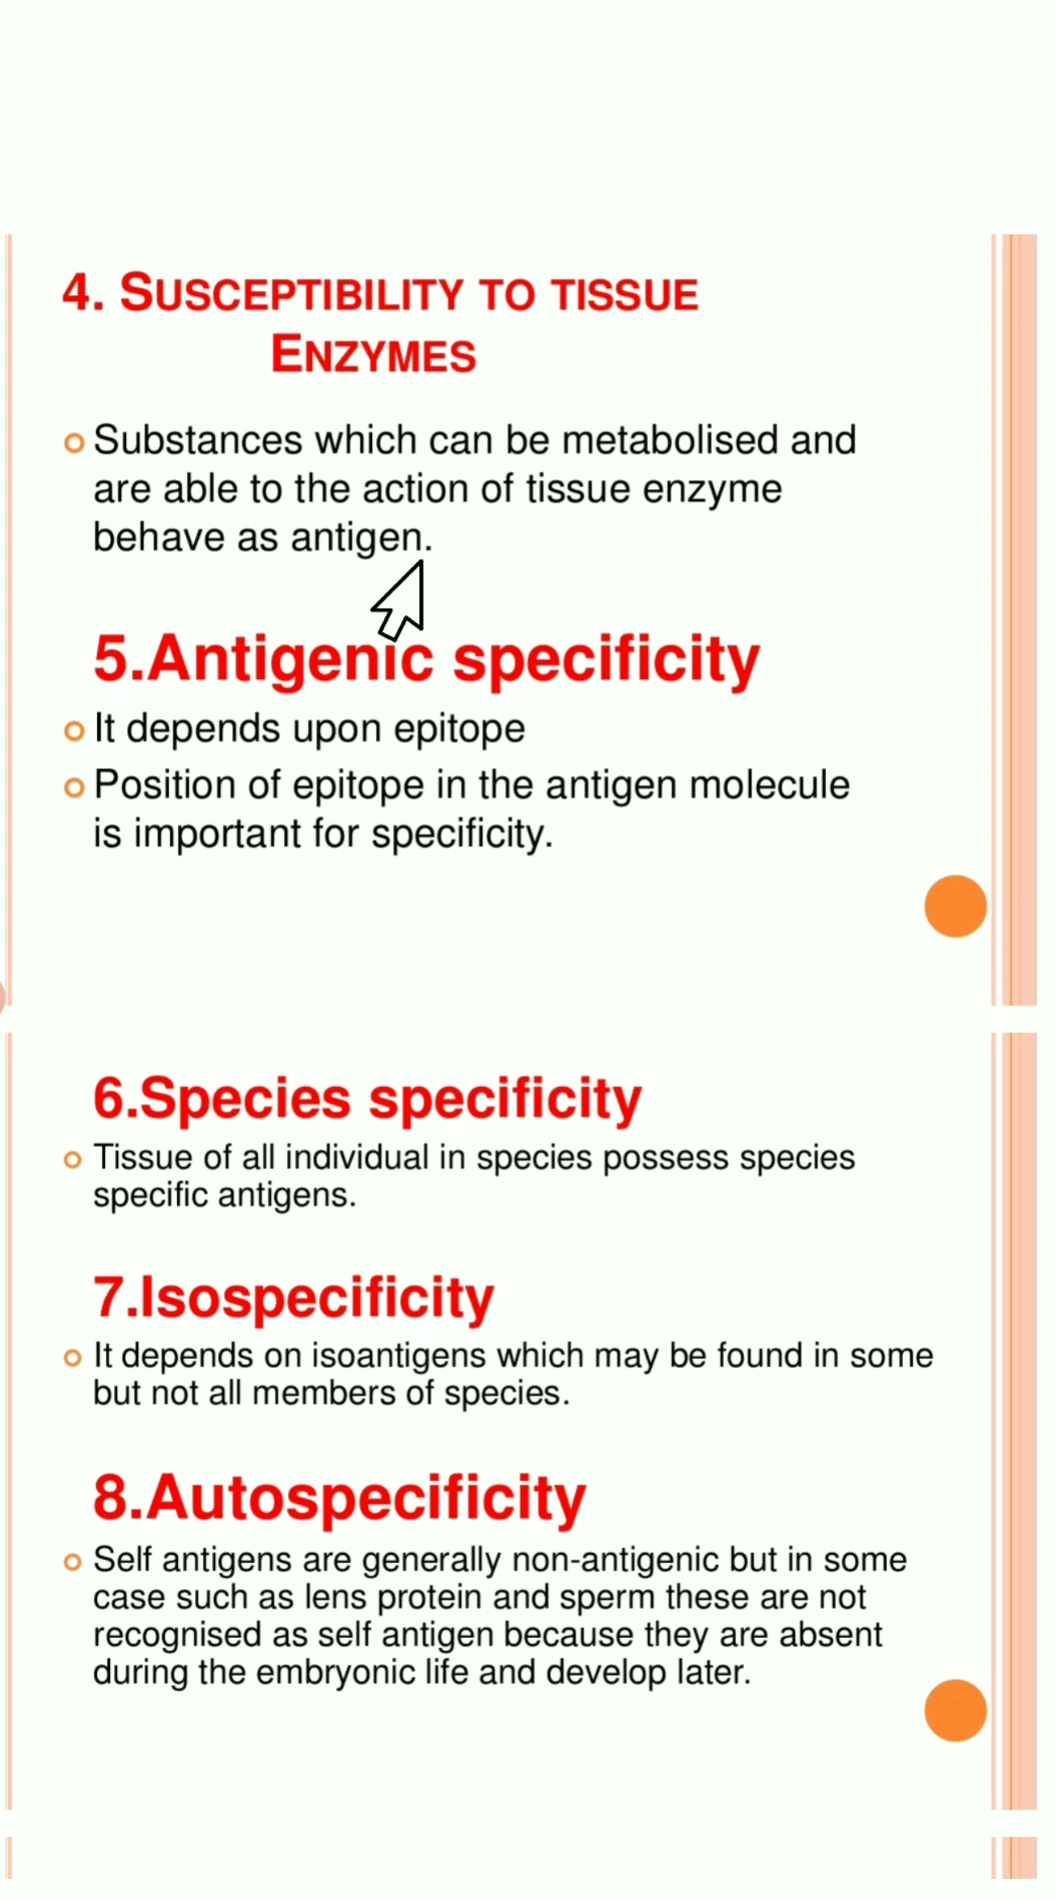 4. SUSCEPTIBILITY TO TISSUE
ENZYMES
Substances which can be metabolised and
are able to the action of tissue enzyme
behave as antigen.
5.Antigenic specificity
It depends upon epitope
Position of epitope in the antigen molecule
is important for specificity.
6.Species specificity
Tissue of all individual in species possess species
specific antigens.
7.Isospecificity
It depends on isoantigens which may be found in some
but not all members of species.
8.Autospecificity
Self antigens are generally non-antigenic but in some
case such as lens protein and sperm these are not
recognised as self antigen because they are absent
during the embryonic life and develop later.